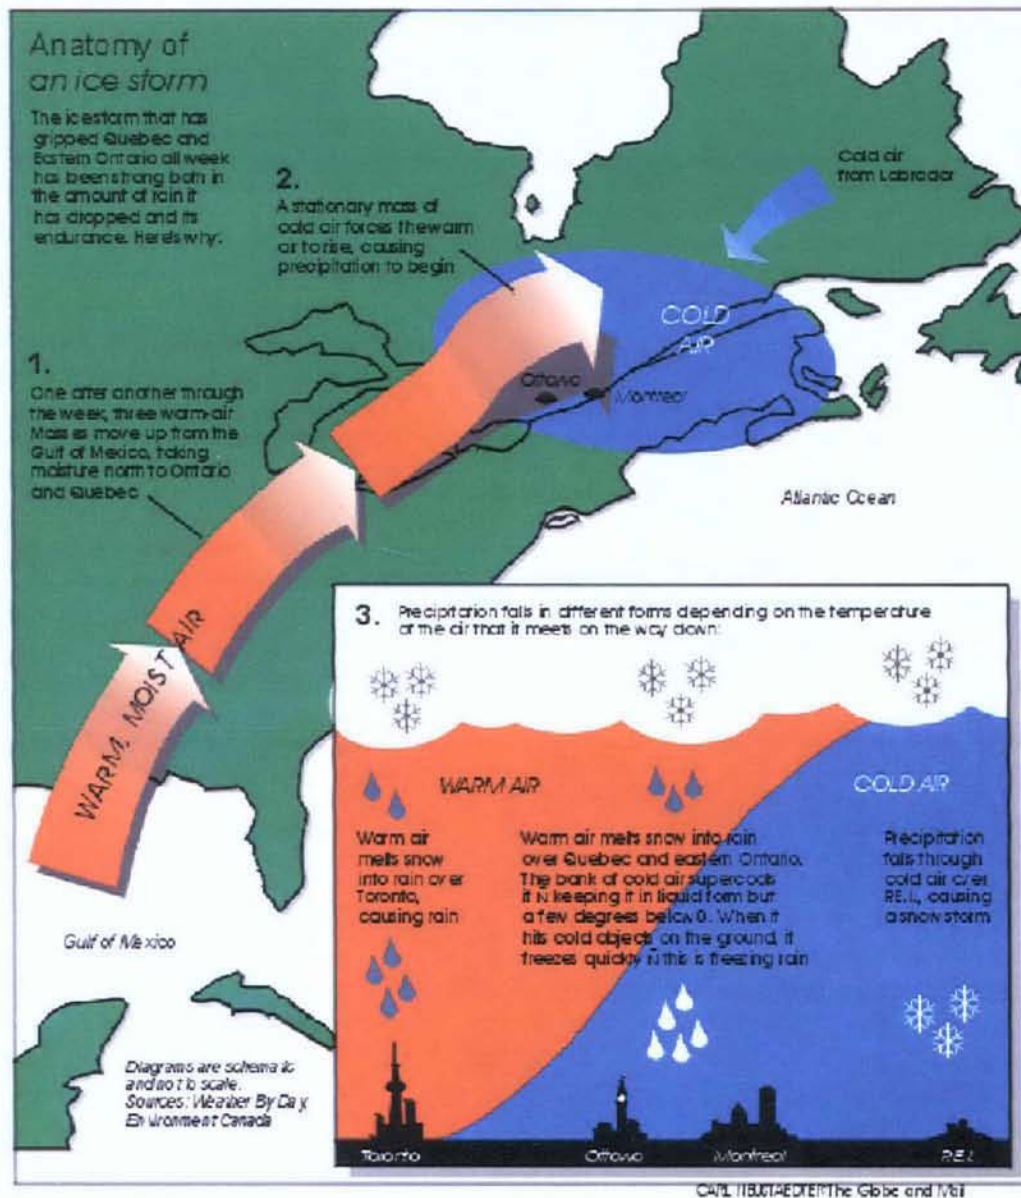 Anatomy of
an ice storm
The ice storm that has
gripped Quebec and
Eastern Ontario all week
has been strong both in
the amount of rain it
has dropped and its
endurance. Here's why:
2.
A stationary mass of
cold air forces the warm
air to rise, causing
precipitation to begin
Cold air
from Labrador
COLD
AIR
Ottawa
Montreal
1.
One after another through
the week, three warm-air
Masses move up from the
Gulf of Mexico, taking
moisture north to Ontario
and Quebec
Atlantic Ocean
WARM, MOIST AIR
Gulf of Mexico
Diagrams are schematic
and not to scale.
Sources: Weather By Day,
Environment Canada
3. Precipitation falls in different forms depending on the temperature
of the air that it meets on the way down:
WARM AIR
COLD AIR
Warm air
melts snow
into rain over
Toronto,
causing rain
Warm air melts snow into rain
over Quebec and eastern Ontario.
The bank of cold air supercools
it Ñ keeping it in liquid form but
a few degrees below 0. When it
hits cold objects on the ground, it
freezes quickly Ñ this is freezing rain
Precipitation
falls through
cold air over
P.E.I., causing
a snow storm
Toronto
Ottawa
Montreal
P.E.I.
CARL NEUSTAEDTER/The Globe and Mail